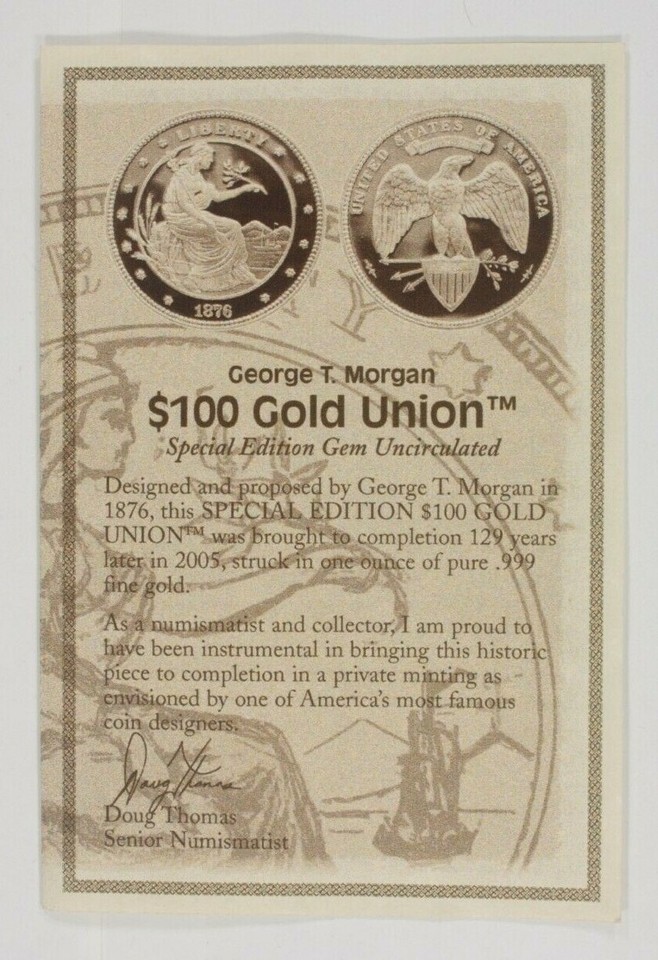 LIBERTY
1876
UNITED STATES OF AMERICA
George T. Morgan
$100 Gold Union™
Special Edition Gem Uncirculated
Designed and proposed by George T. Morgan in
1876, this SPECIAL EDITION $100 GOLD
UNION™ was brought to completion 129 years
later in 2005, struck in one ounce of pure .999
fine gold.
As a numismatist and collector, I am proud to
have been instrumental in bringing this historic
piece to completion in a private minting as
envisioned by one of America's most famous
coin designers.
Doug Thomas
Doug Thomas
Senior Numismatist